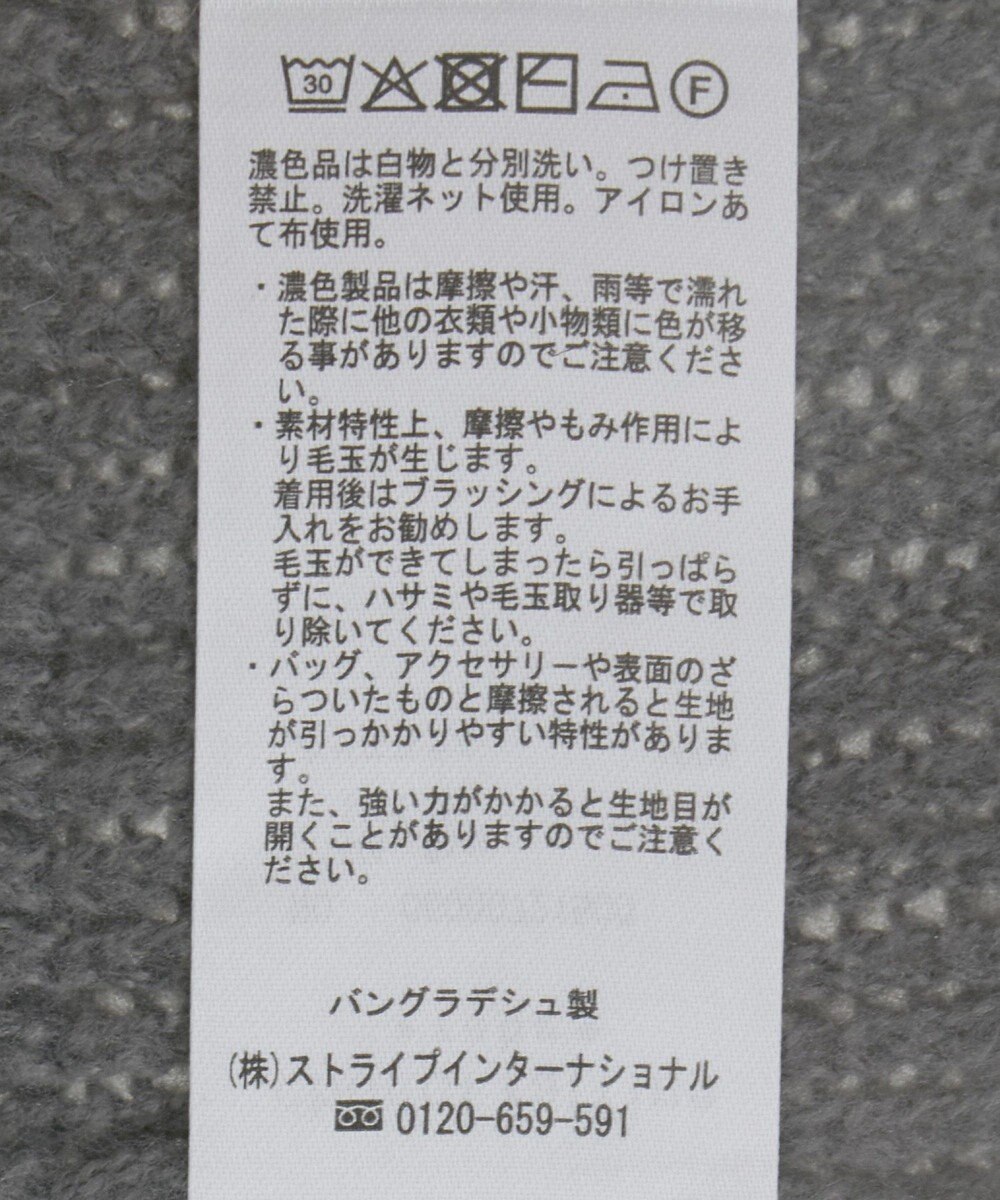 30 F
濃色品は白物と分別洗い。つけ置き
禁止。洗濯ネット使用。アイロンあ
て布使用。
・濃色製品は摩擦や汗、雨等で濡れ
た際に他の衣類や小物類に色が移
る事がありますのでご注意くださ
い。
・素材特性上、摩擦やもみ作用によ
り毛玉が生じます。
着用後はブラッシングによるお手
入れをお勧めします。
毛玉ができてしまったら引っぱら
ずに、ハサミや毛玉取り器等で取
り除いてください。
・バッグ、アクセサリーや表面のざ
らついたものと摩擦されると生地
が引っかかりやすい特性がありま
す。
また、強い力がかかると生地目が
開くことがありますのでご注意く
ださい。
バングラデシュ製
(株)ストライプインターナショナル
0120-659-591